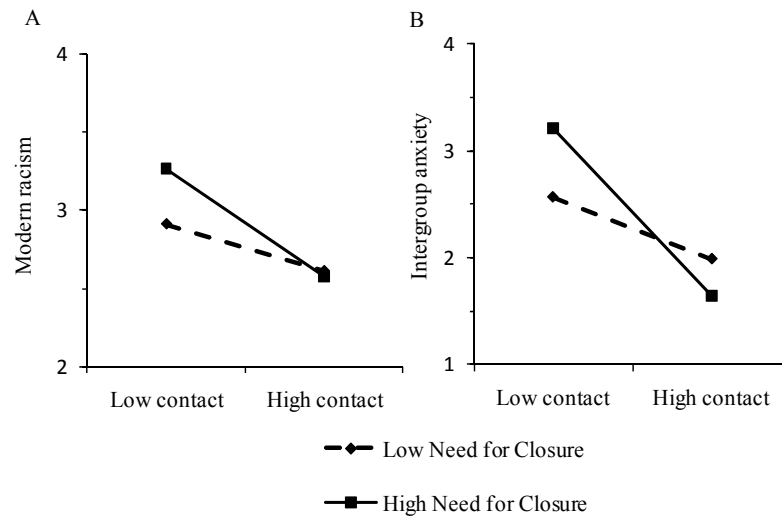 A
4
3
2
Modern racism
Low contact
High contact
B
4
3
2
1
Intergroup anxiety
Low contact
High contact
Low Need for Closure
High Need for Closure